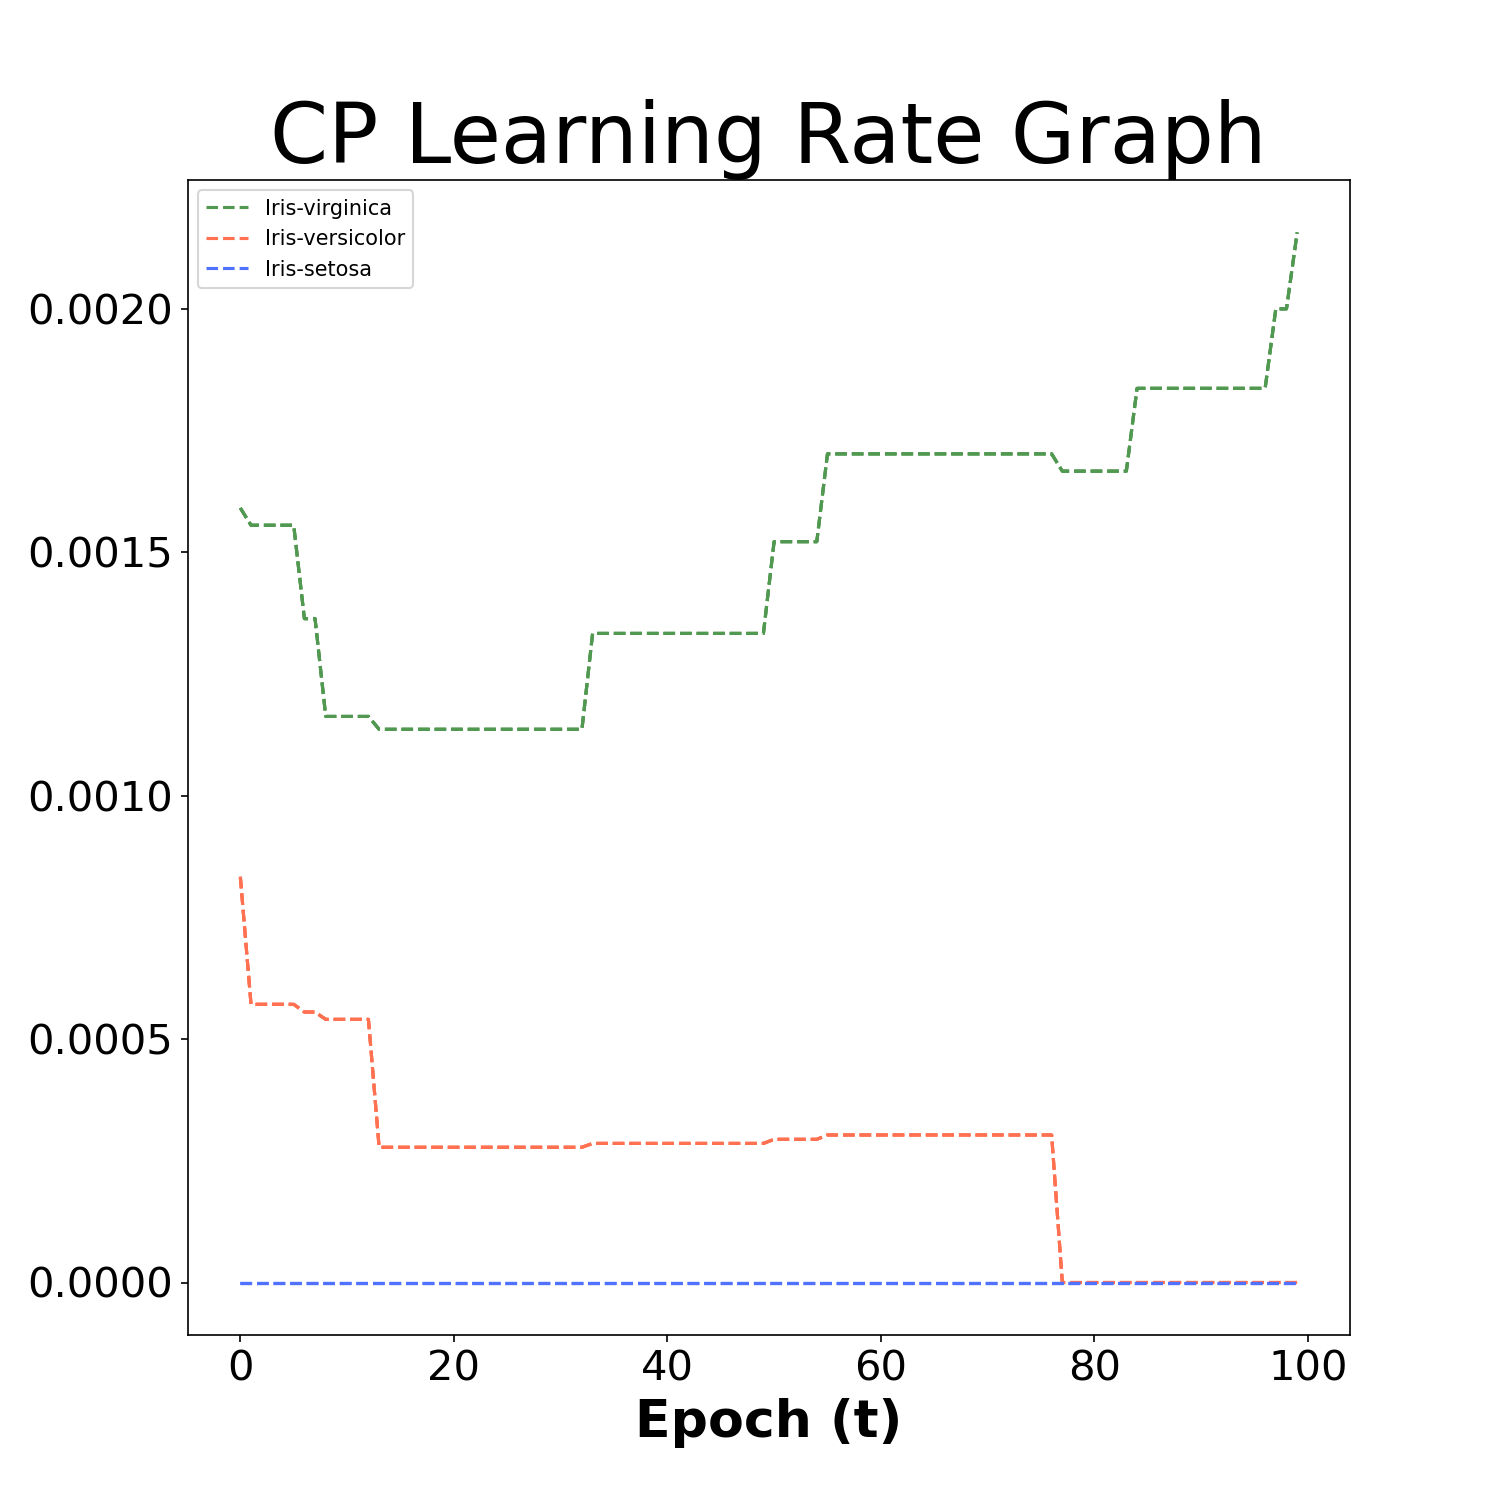 CP Learning Rate Graph
Iris-virginica
Iris-versicolor
Iris-setosa
0.0020
0.0015
0.0010
0.0005
0.0000
0 20 40 60 80 100
Epoch (t)